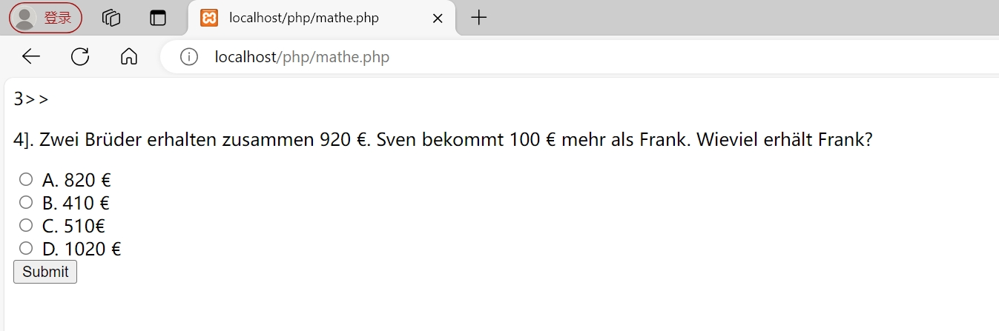 登录
localhost/php/mathe.php
localhost/php/mathe.php
3>>
4]. Zwei Brüder erhalten zusammen 920 €. Sven bekommt 100 € mehr als Frank. Wieviel erhält Frank?
A. 820 €
B. 410 €
C. 510€
D. 1020 €
Submit